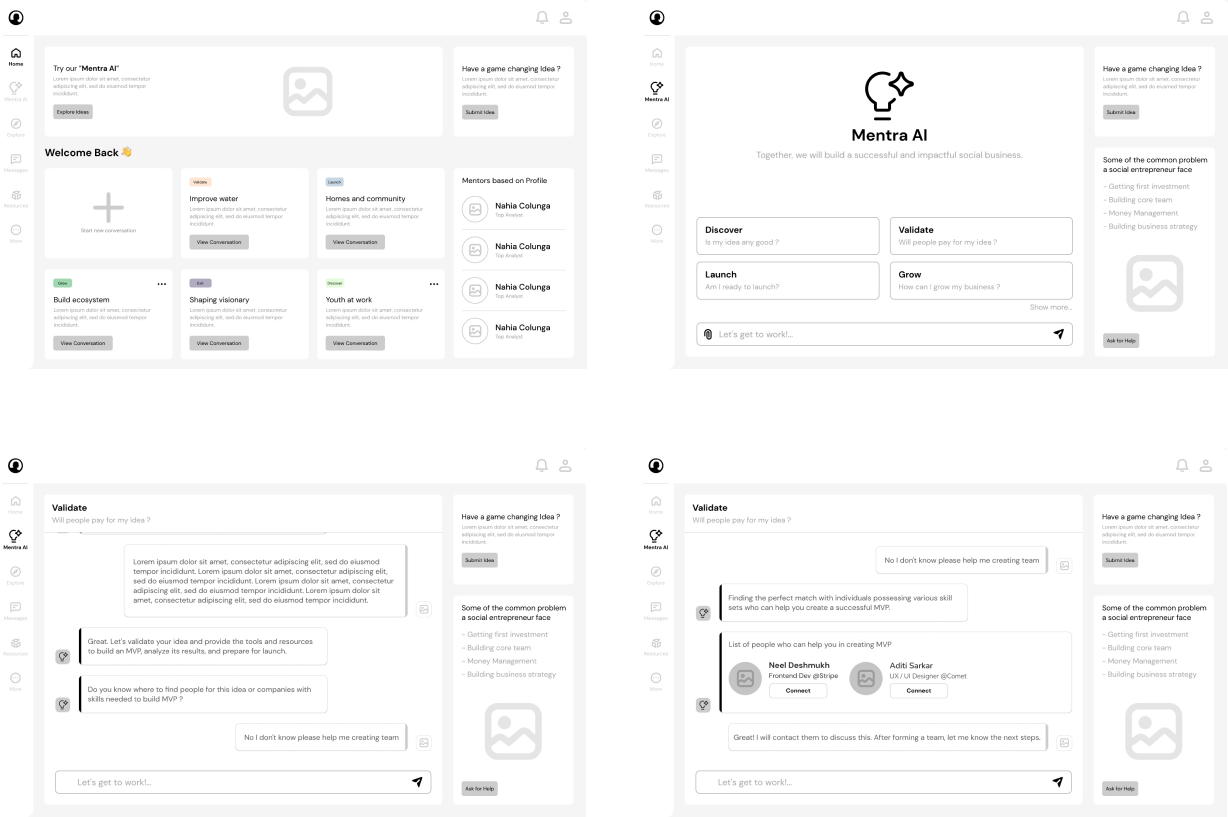 Home
Mentra AI
Explore
Messages
Resources
More
Try our "Mentra AI"
Lorem ipsum dolor sit amet, consectetur
adipiscing elit, sed do eiusmod tempor
incididunt.
Explore Ideas
Have a game changing Idea ?
Lorem ipsum dolor sit amet, consectetur
adipiscing elit, sed do eiusmod tempor
incididunt.
Submit Idea
Welcome Back 👋
Start new conversation
Validate
Improve water
Lorem ipsum dolor sit amet, consectetur
adipiscing elit, sed do eiusmod tempor
incididunt.
View Conversation
Launch
Homes and community
Lorem ipsum dolor sit amet, consectetur
adipiscing elit, sed do eiusmod tempor
incididunt.
View Conversation
Grow
Build ecosystem
Lorem ipsum dolor sit amet, consectetur
adipiscing elit, sed do eiusmod tempor
incididunt.
View Conversation
Exit
Shaping visionary
Lorem ipsum dolor sit amet, consectetur
adipiscing elit, sed do eiusmod tempor
incididunt.
View Conversation
Discover
Youth at work
Lorem ipsum dolor sit amet, consectetur
adipiscing elit, sed do eiusmod tempor
incididunt.
View Conversation
Mentors based on Profile
Nahia Colunga
Top Analyst
Nahia Colunga
Top Analyst
Nahia Colunga
Top Analyst
Nahia Colunga
Top Analyst
Home
Mentra AI
Explore
Messages
Resources
More
Mentra AI
Together, we will build a successful and impactful social business.
Discover
Is my idea any good ?
Validate
Will people pay for my idea ?
Launch
Am I ready to launch?
Grow
How can I grow my business ?
Show more...
Let's get to work!...
Have a game changing Idea ?
Lorem ipsum dolor sit amet, consectetur
adipiscing elit, sed do eiusmod tempor
incididunt.
Submit Idea
Some of the common problem
a social entrepreneur face
- Getting first investment
- Building core team
- Money Management
- Building business strategy
Ask for Help
Home
Mentra AI
Explore
Messages
Resources
More
Validate
Will people pay for my idea ?
Lorem ipsum dolor sit amet, consectetur adipiscing elit, sed do eiusmod
tempor incididunt. Lorem ipsum dolor sit amet, consectetur adipiscing elit,
sed do eiusmod tempor incididunt. Lorem ipsum dolor sit amet, consectetur
adipiscing elit, sed do eiusmod tempor incididunt. Lorem ipsum dolor sit
amet, consectetur adipiscing elit, sed do eiusmod tempor incididunt.
Great. Let's validate your idea and provide the tools and resources
to build an MVP, analyze its results, and prepare for launch.
Do you know where to find people for this idea or companies with
skills needed to build MVP ?
No I don't know please help me creating team
Let's get to work!...
Have a game changing Idea ?
Lorem ipsum dolor sit amet, consectetur
adipiscing elit, sed do eiusmod tempor
incididunt.
Submit Idea
Some of the common problem
a social entrepreneur face
- Getting first investment
- Building core team
- Money Management
- Building business strategy
Ask for Help
Home
Mentra AI
Explore
Messages
Resources
More
Validate
Will people pay for my idea ?
No I don't know please help me creating team
Finding the perfect match with individuals possessing various skill
sets who can help you create a successful MVP.
List of people who can help you in creating MVP
Neel Deshmukh
Frontend Dev @Stripe
Connect
Aditi Sarkar
UX / UI Designer @Comet
Connect
Great! I will contact them to discuss this. After forming a team, let me know the next steps.
Let's get to work!...
Have a game changing Idea ?
Lorem ipsum dolor sit amet, consectetur
adipiscing elit, sed do eiusmod tempor
incididunt.
Submit Idea
Some of the common problem
a social entrepreneur face
- Getting first investment
- Building core team
- Money Management
- Building business strategy
Ask for Help